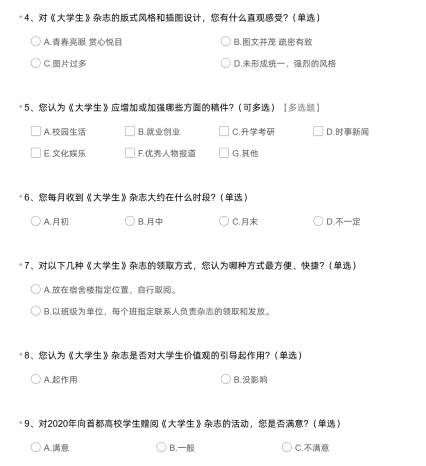 *4、对《大学生》杂志的版式风格和插图设计，您有什么直观感受？(单选)
A.青春亮眼 赏心悦目 B.图文并茂 疏密有致
C.图片过多 D.未形成统一、强烈的风格
*5、您认为《大学生》应增加或加强哪些方面的稿件？(可多选)【多选题】
A.校园生活 B.就业创业 C.升学考研 D.时事新闻
E.文化娱乐 F.优秀人物报道 G.其他
*6、您每月收到《大学生》杂志大约在什么时段？(单选)
A.月初 B.月中 C.月末 D.不一定
*7、对以下几种《大学生》杂志的领取方式，您认为哪种方式最方便、快捷？(单选)
A.放在宿舍楼指定位置，自行取阅。
B.以班级为单位，每个班指定联系人负责杂志的领取和发放。
*8、您认为《大学生》杂志是否对大学生价值观的引导起作用？(单选)
A.起作用 B.没影响
*9、对2020年向首都高校学生赠阅《大学生》杂志的活动，您是否满意？(单选)
A.满意 B.一般 C.不满意